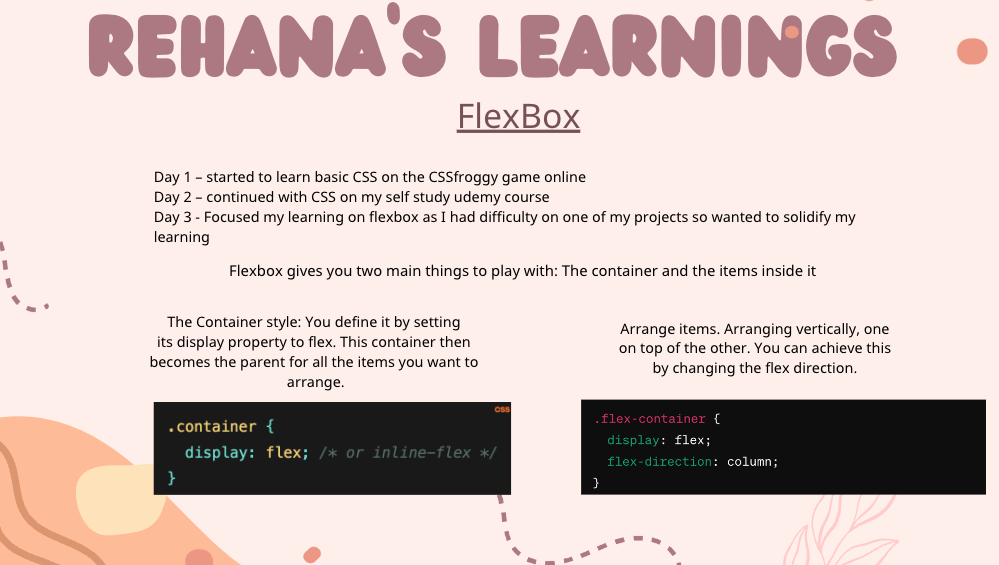 REHANA'S LEARNINGS
FlexBox
Day 1 – started to learn basic CSS on the CSSfroggy game online
Day 2 – continued with CSS on my self study udemy course
Day 3 - Focused my learning on flexbox as I had difficulty on one of my projects so wanted to solidify my
learning
Flexbox gives you two main things to play with: The container and the items inside it
The Container style: You define it by setting
its display property to flex. This container then
becomes the parent for all the items you want to
arrange.
css
.container {
display: flex; /* or inline-flex */
}
Arrange items. Arranging vertically, one
on top of the other. You can achieve this
by changing the flex direction.
.flex-container {
display: flex;
flex-direction: column;
}